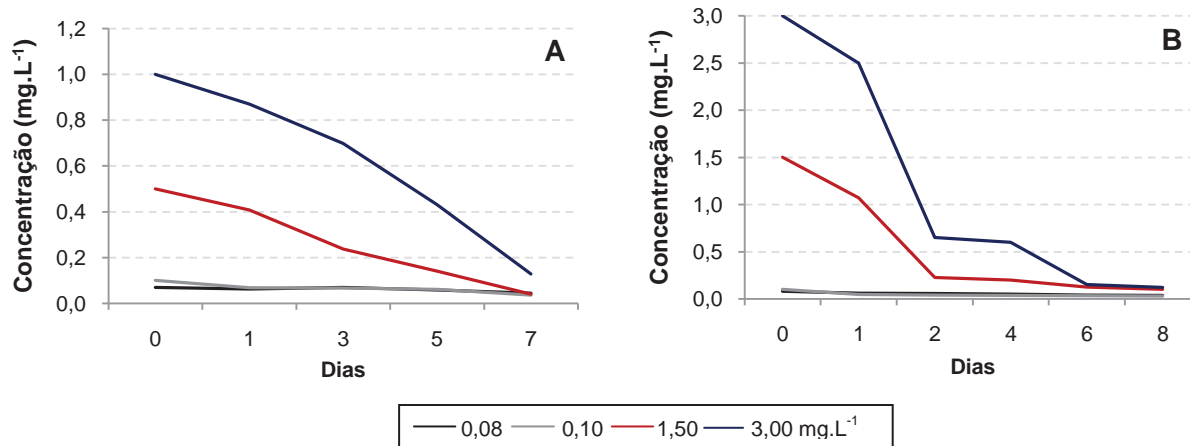 A
Concentração (mg.L⁻¹)
1,2
1,0
0,8
0,6
0,4
0,2
0,0
0 1 3 5 7
Dias
B
Concentração (mg.L⁻¹)
3,0
2,5
2,0
1,5
1,0
0,5
0,0
0 1 2 4 6 8
Dias
0,08 0,10 1,50 3,00 mg.L⁻¹